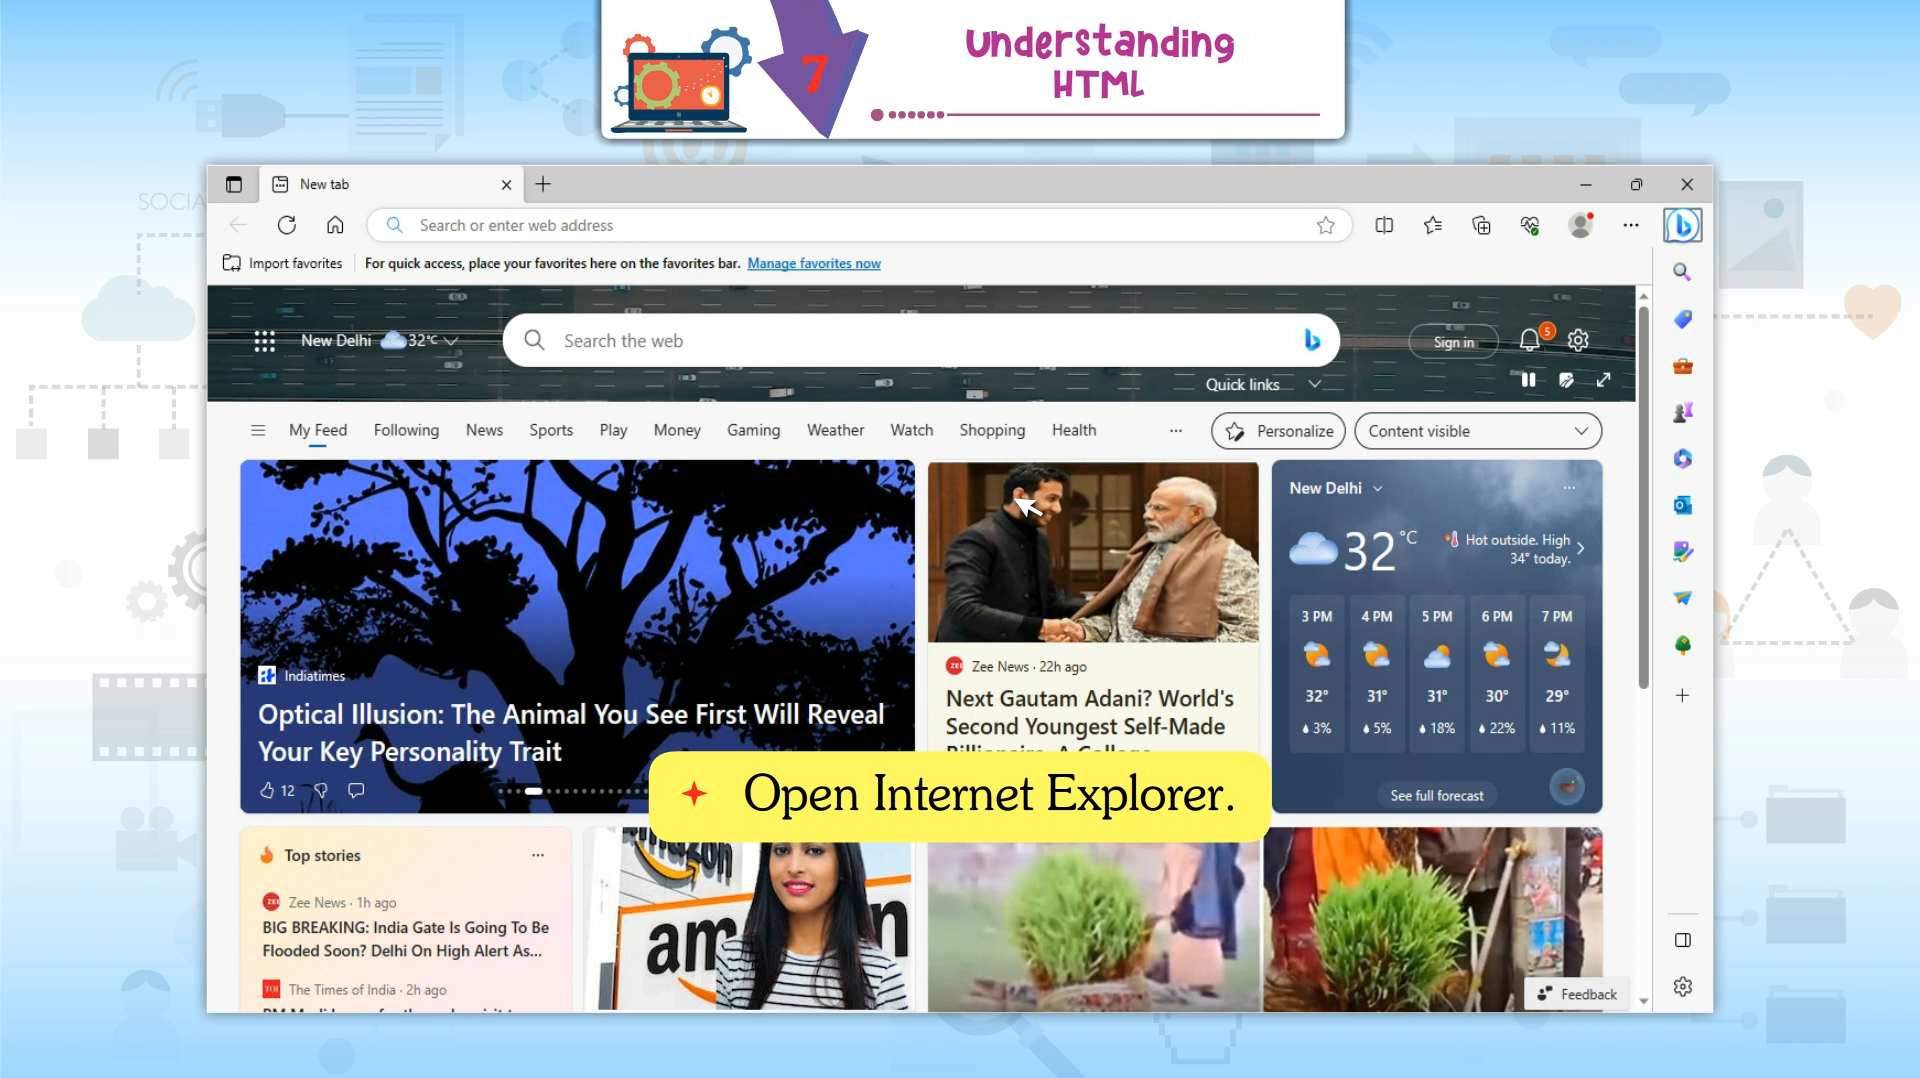 7
Understanding
HTML
SOCIA
New tab
Search or enter web address
Import favorites
For quick access, place your favorites here on the favorites bar. Manage favorites now
New Delhi 32°C
Search the web
Sign in
5
Quick links
My Feed Following News Sports Play Money Gaming Weather Watch Shopping Health
Personalize
Content visible
Indiatimes
Optical Illusion: The Animal You See First Will Reveal
Your Key Personality Trait
12
Zee News · 22h ago
Next Gautam Adani? World's
Second Youngest Self-Made
New Delhi
32 °C
Hot outside. High
34° today.
3 PM 4 PM 5 PM 6 PM 7 PM
32° 31° 31° 30° 29°
3% 5% 18% 22% 11%
See full forecast
Open Internet Explorer.
Top stories
Zee News · 1h ago
BIG BREAKING: India Gate Is Going To Be
Flooded Soon? Delhi On High Alert As...
TOI The Times of India · 2h ago
amazon
am n
Feedback